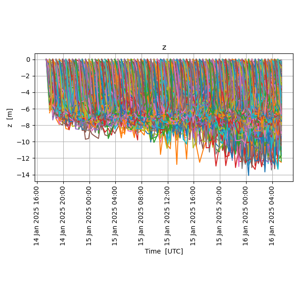 z
0
−2
−4
−6
−8
−10
−12
−14
z  [m]
14 Jan 2025 16:00
14 Jan 2025 20:00
15 Jan 2025 00:00
15 Jan 2025 04:00
15 Jan 2025 08:00
15 Jan 2025 12:00
15 Jan 2025 16:00
15 Jan 2025 20:00
16 Jan 2025 00:00
16 Jan 2025 04:00
Time  [UTC]